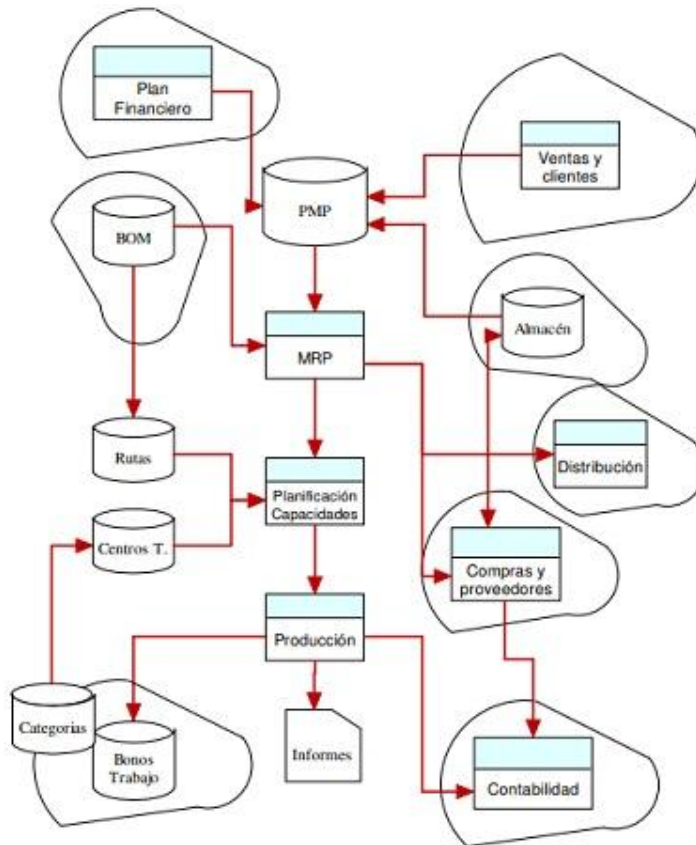 Plan
Financiero
Ventas y
clientes
PMP
BOM
Almacén
MRP
Rutas
Distribución
Planificación
Capacidades
Centros T.
Compras y
proveedores
Producción
Categorias
Bonos
Trabajo
Informes
Contabilidad